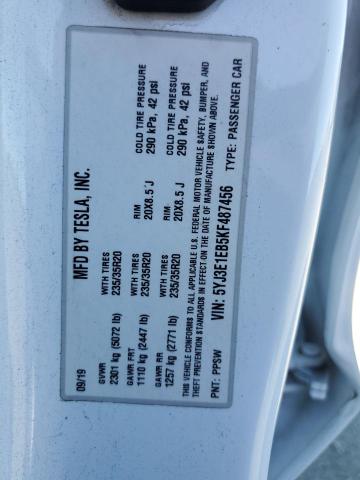 MFD BY TESLA, INC.
09/19
GVWR
2301 kg (5072 lb)
WITH TIRES
235/35R20
RIM
20X8.5 J
COLD TIRE PRESSURE
290 kPa, 42 psi
GAWR FRT
1110 kg (2447 lb)
WITH TIRES
235/35R20
GAWR RR
1257 kg (2771 lb)
WITH TIRES
235/35R20
RIM
20X8.5 J
COLD TIRE PRESSURE
290 kPa, 42 psi
THIS VEHICLE CONFORMS TO ALL APPLICABLE U.S. FEDERAL MOTOR VEHICLE SAFETY, BUMPER, AND
THEFT PREVENTION STANDARDS IN EFFECT ON THE DATE OF MANUFACTURE SHOWN ABOVE.
VIN: 5YJ3E1EB5KF487456
PNT: PPSW
TYPE: PASSENGER CAR